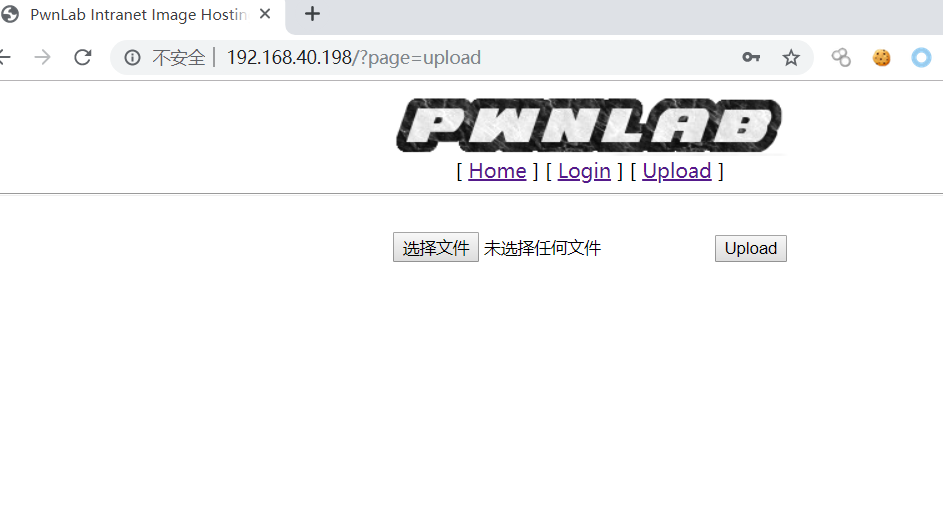 PwnLab Intranet Image Hostin
不安全 | 192.168.40.198/?page=upload
PWNLAB
[ Home ] [ Login ] [ Upload ]
选择文件 未选择任何文件 Upload